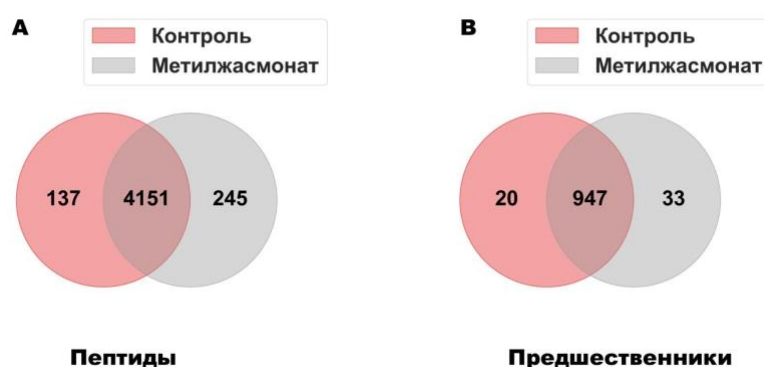 A
Контроль
Метилжасмонат
137
4151
245
Пептиды
B
Контроль
Метилжасмонат
20
947
33
Предшественники